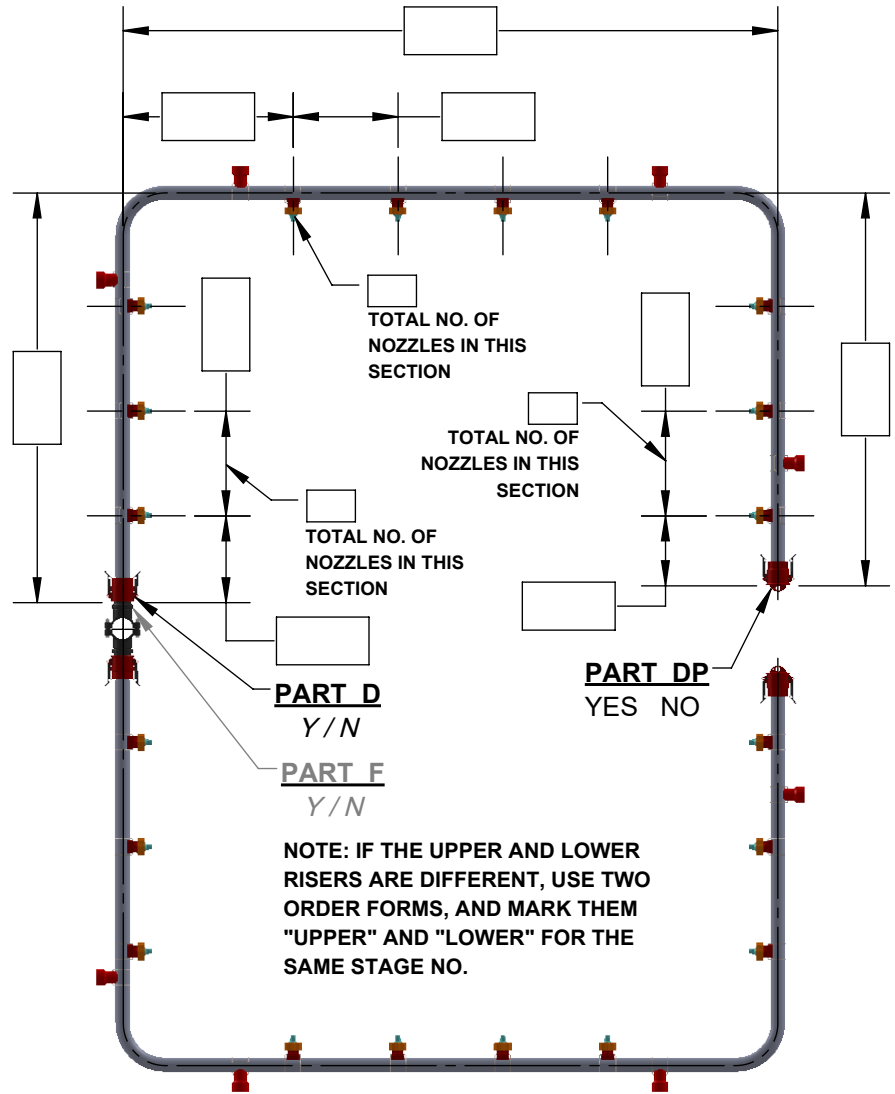 TOTAL NO. OF
NOZZLES IN THIS
SECTION
TOTAL NO. OF
NOZZLES IN THIS
SECTION
TOTAL NO. OF
NOZZLES IN THIS
SECTION
PART D
Y / N
PART DP
YES NO
PART F
Y / N
NOTE: IF THE UPPER AND LOWER
RISERS ARE DIFFERENT, USE TWO
ORDER FORMS, AND MARK THEM
"UPPER" AND "LOWER" FOR THE
SAME STAGE NO.